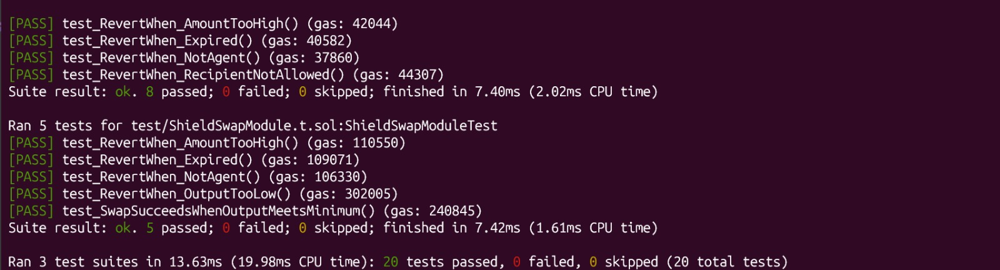 [PASS] test_RevertWhen_AmountTooHigh() (gas: 42044)
[PASS] test_RevertWhen_Expired() (gas: 40582)
[PASS] test_RevertWhen_NotAgent() (gas: 37860)
[PASS] test_RevertWhen_RecipientNotAllowed() (gas: 44307)
Suite result: ok. 8 passed; 0 failed; 0 skipped; finished in 7.40ms (2.02ms CPU time)
Ran 5 tests for test/ShieldSwapModule.t.sol:ShieldSwapModuleTest
[PASS] test_RevertWhen_AmountTooHigh() (gas: 110550)
[PASS] test_RevertWhen_Expired() (gas: 109071)
[PASS] test_RevertWhen_NotAgent() (gas: 106330)
[PASS] test_RevertWhen_OutputTooLow() (gas: 302005)
[PASS] test_SwapSucceedsWhenOutputMeetsMinimum() (gas: 240845)
Suite result: ok. 5 passed; 0 failed; 0 skipped; finished in 7.42ms (1.61ms CPU time)
Ran 3 test suites in 13.63ms (19.98ms CPU time): 20 tests passed, 0 failed, 0 skipped (20 total tests)